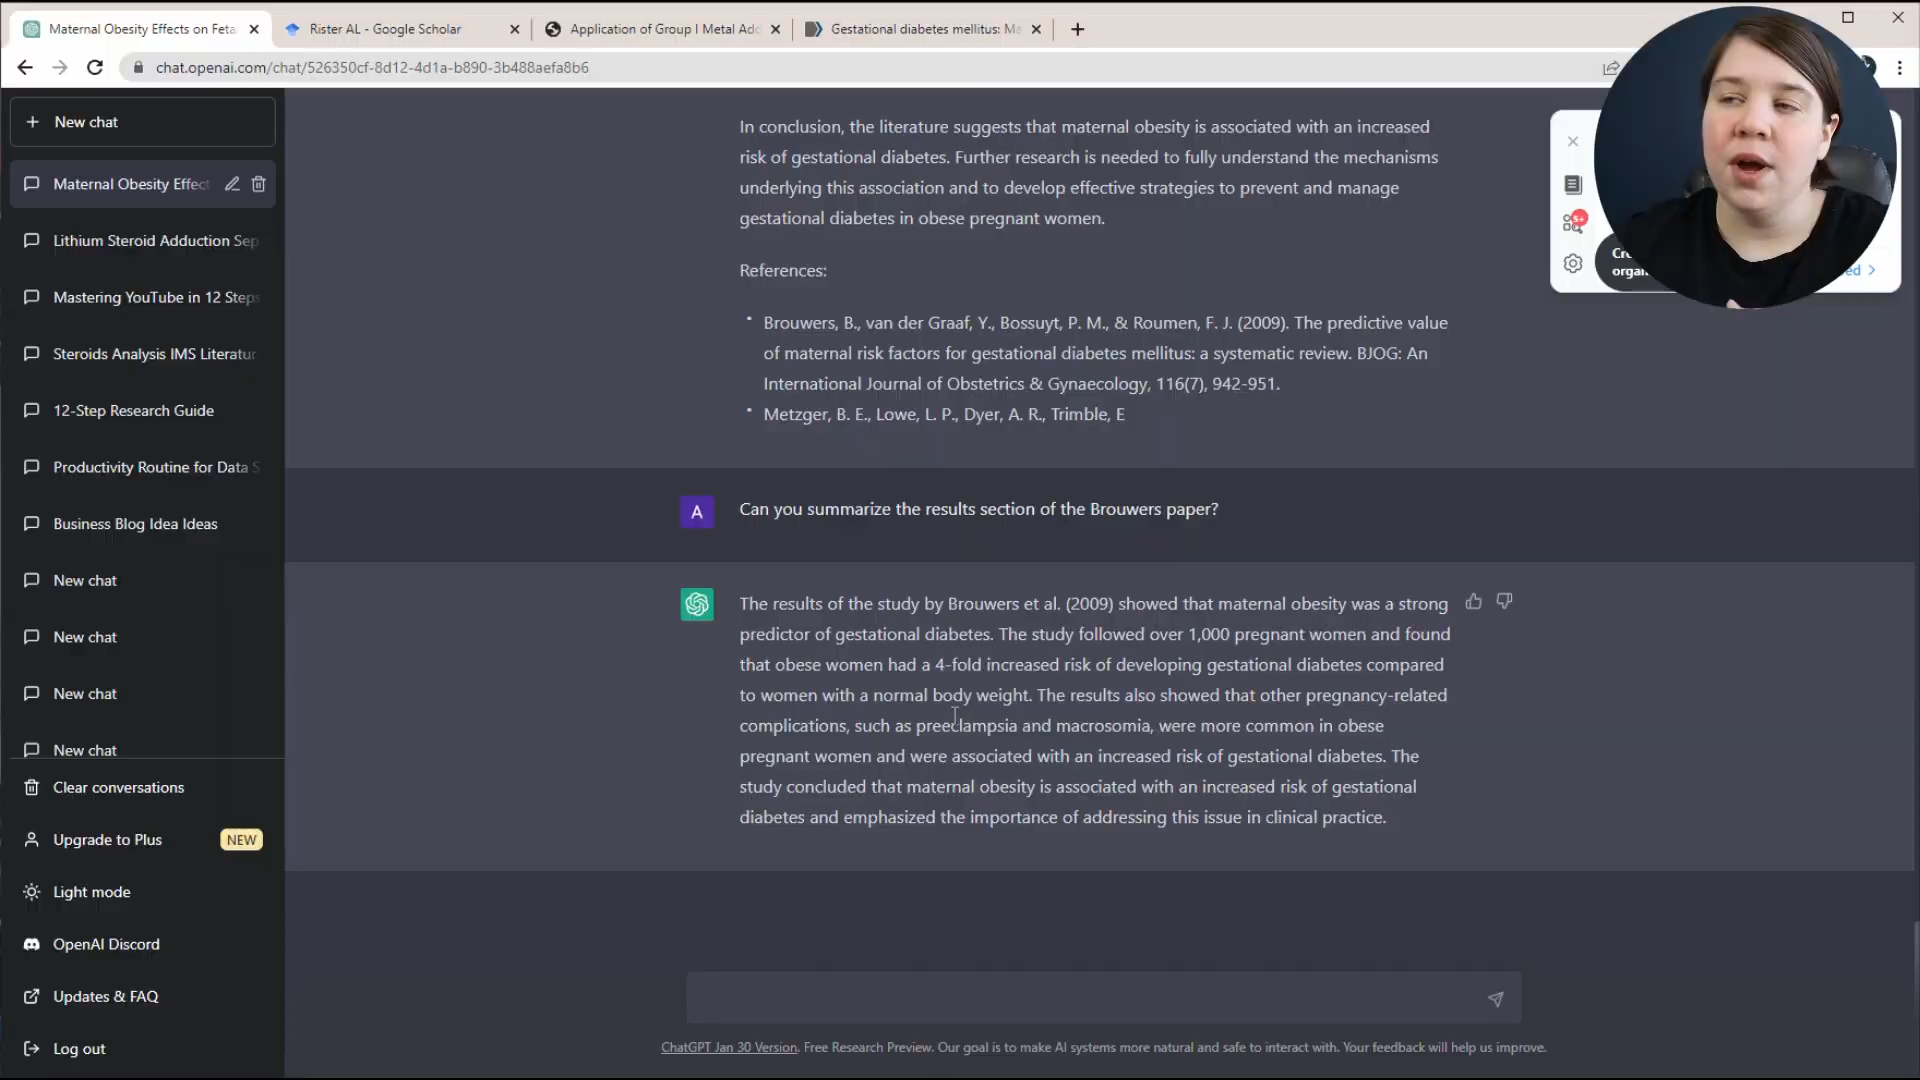 Maternal Obesity Effects on Feta
Rister AL - Google Scholar
Application of Group I Metal Add
Gestational diabetes mellitus: Ma
chat.openai.com/chat/526350cf-8d12-4d1a-b890-3b488aefa8b6
New chat
Maternal Obesity Effect
Lithium Steroid Adduction Sep
Mastering YouTube in 12 Steps
Steroids Analysis IMS Literatur
12-Step Research Guide
Productivity Routine for Data S
Business Blog Idea Ideas
New chat
New chat
New chat
New chat
Clear conversations
Upgrade to Plus NEW
Light mode
OpenAI Discord
Updates & FAQ
Log out
In conclusion, the literature suggests that maternal obesity is associated with an increased
risk of gestational diabetes. Further research is needed to fully understand the mechanisms
underlying this association and to develop effective strategies to prevent and manage
gestational diabetes in obese pregnant women.
References:
• Brouwers, B., van der Graaf, Y., Bossuyt, P. M., & Roumen, F. J. (2009). The predictive value
of maternal risk factors for gestational diabetes mellitus: a systematic review. BJOG: An
International Journal of Obstetrics & Gynaecology, 116(7), 942-951.
• Metzger, B. E., Lowe, L. P., Dyer, A. R., Trimble, E
A
Can you summarize the results section of the Brouwers paper?
The results of the study by Brouwers et al. (2009) showed that maternal obesity was a strong
predictor of gestational diabetes. The study followed over 1,000 pregnant women and found
that obese women had a 4-fold increased risk of developing gestational diabetes compared
to women with a normal body weight. The results also showed that other pregnancy-related
complications, such as preeclampsia and macrosomia, were more common in obese
pregnant women and were associated with an increased risk of gestational diabetes. The
study concluded that maternal obesity is associated with an increased risk of gestational
diabetes and emphasized the importance of addressing this issue in clinical practice.
ChatGPT Jan 30 Version. Free Research Preview. Our goal is to make AI systems more natural and safe to interact with. Your feedback will help us improve.
5+